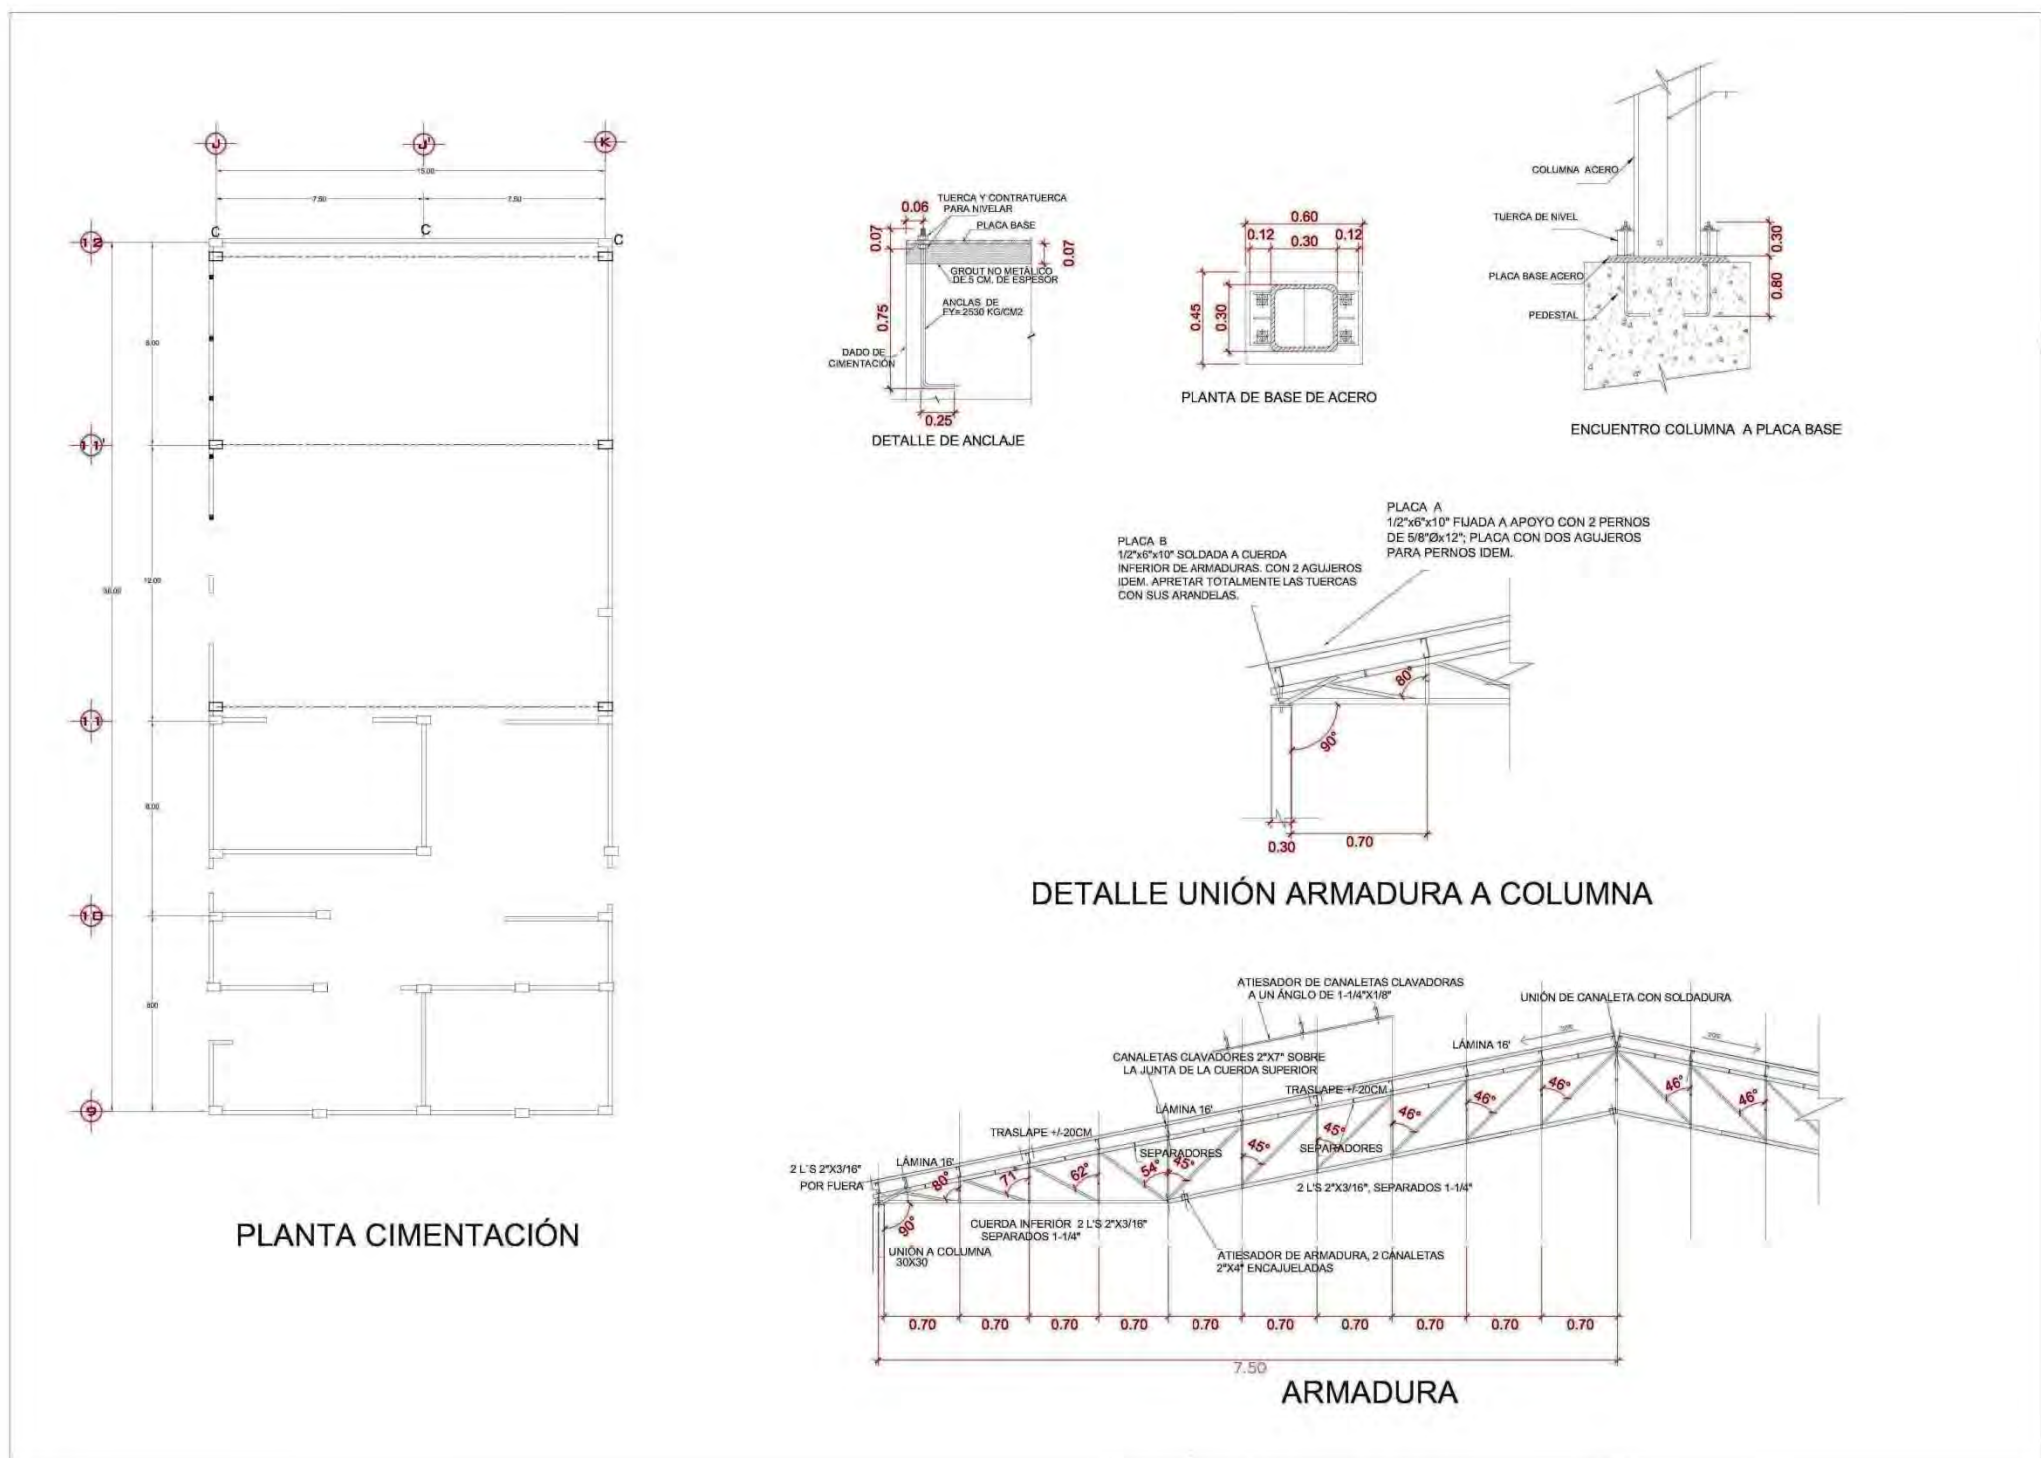 J
J'
K
15.00
7.50
7.50
12
C
C
C
11'
12.00
11
10
9
PLANTA CIMENTACIÓN
TUERCA Y CONTRATUERCA
PARA NIVELAR
0.06
PLACA BASE
0.07
0.07
GROUT NO METÁLICO
DE 5 CM. DE ESPESOR
ANCLAS DE
FY= 2530 KG/CM2
0.75
DADO DE
CIMENTACIÓN
0.25
DETALLE DE ANCLAJE
0.60
0.12
0.30
0.12
0.45
0.30
PLANTA DE BASE DE ACERO
COLUMNA ACERO
TUERCA DE NIVEL
0.30
PLACA BASE ACERO
0.80
PEDESTAL
ENCUENTRO COLUMNA A PLACA BASE
PLACA A
1/2"x6"x10" FIJADA A APOYO CON 2 PERNOS
DE 5/8"Øx12"; PLACA CON DOS AGUJEROS
PARA PERNOS IDEM.
PLACA B
1/2"x6"x10" SOLDADA A CUERDA
INFERIOR DE ARMADURAS. CON 2 AGUJEROS
IDEM. APRETAR TOTALMENTE LAS TUERCAS
CON SUS ARANDELAS.
80°
90°
0.30
0.70
DETALLE UNIÓN ARMADURA A COLUMNA
ATIESADOR DE CANALETAS CLAVADORAS
A UN ÁNGLO DE 1-1/4"X1/8"
UNIÓN DE CANALETA CON SOLDADURA
CANALETAS CLAVADORES 2"X7" SOBRE
LA JUNTA DE LA CUERDA SUPERIOR
LÁMINA 16'
TRASLAPE +/-20CM
LÁMINA 16'
TRASLAPE +/-20CM
SEPARADORES
SEPARADORES
LÁMINA 16'
2 L´S 2"X3/16"
POR FUERA
80°
71
62°
54°
45°
45°
45°
46°
46°
46°
46°
46°
90°
2 L'S 2"X3/16", SEPARADOS 1-1/4"
CUERDA INFERIOR 2 L'S 2"X3/16"
SEPARADOS 1-1/4"
UNIÓN A COLUMNA
30X30
ATIESADOR DE ARMADURA, 2 CANALETAS
2"X4" ENCAJUELADAS
0.70
0.70
0.70
0.70
0.70
0.70
0.70
0.70
0.70
0.70
7.50
ARMADURA